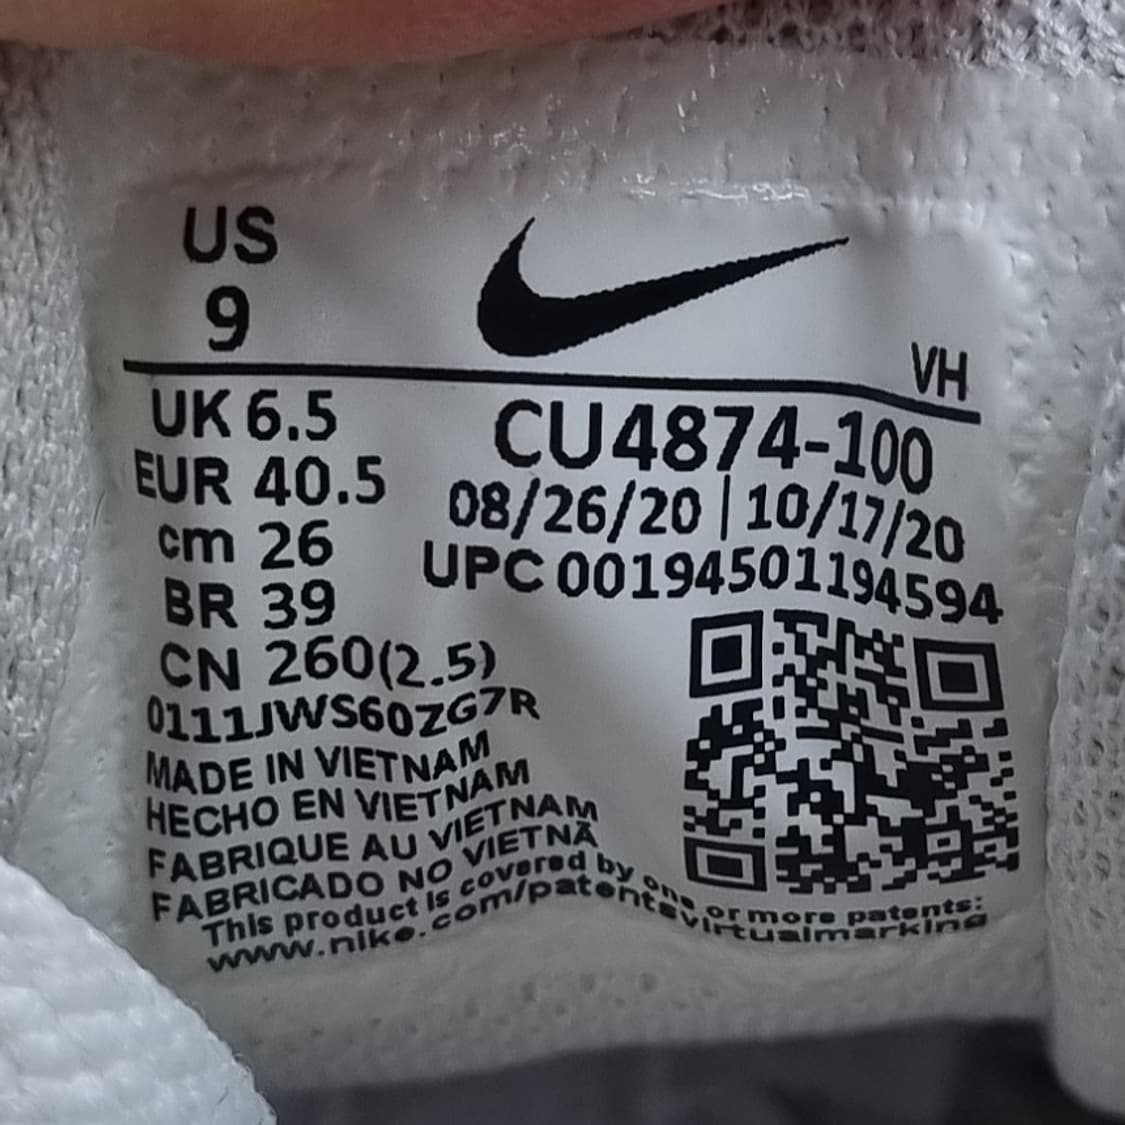 US
9
VH
UK 6.5
EUR 40.5
cm 26
BR 39
CN 260(2.5)
CU4874-100
08/26/20 | 10/17/20
UPC 00194501194594
0111JWS60ZG7R
MADE IN VIETNAM
HECHO EN VIETNAM
FABRIQUE AU VIETNAM
FABRICADO NO VIETNÃ
This product is covered by one or more patents:
www.nike.com/patentsvirtualmarking